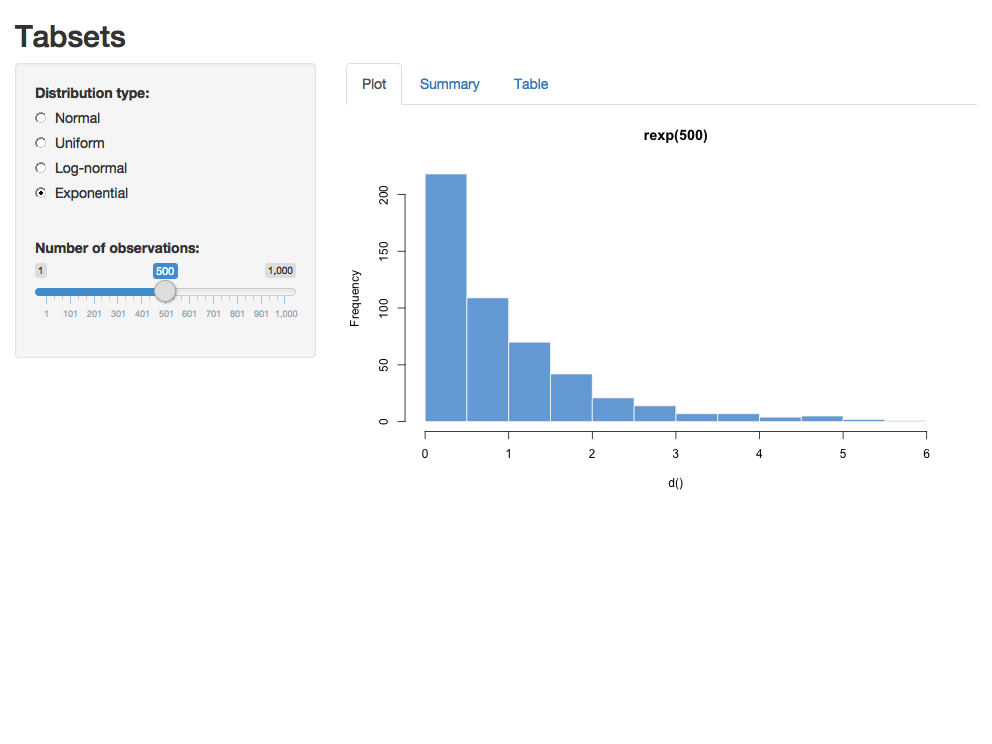 Tabsets
Distribution type:
Normal
Uniform
Log-normal
Exponential
Number of observations:
1 500 1,000
1 101 201 301 401 501 601 701 801 901 1,000
Plot Summary Table
rexp(500)
Frequency
200
150
100
50
0
0 1 2 3 4 5 6
d()